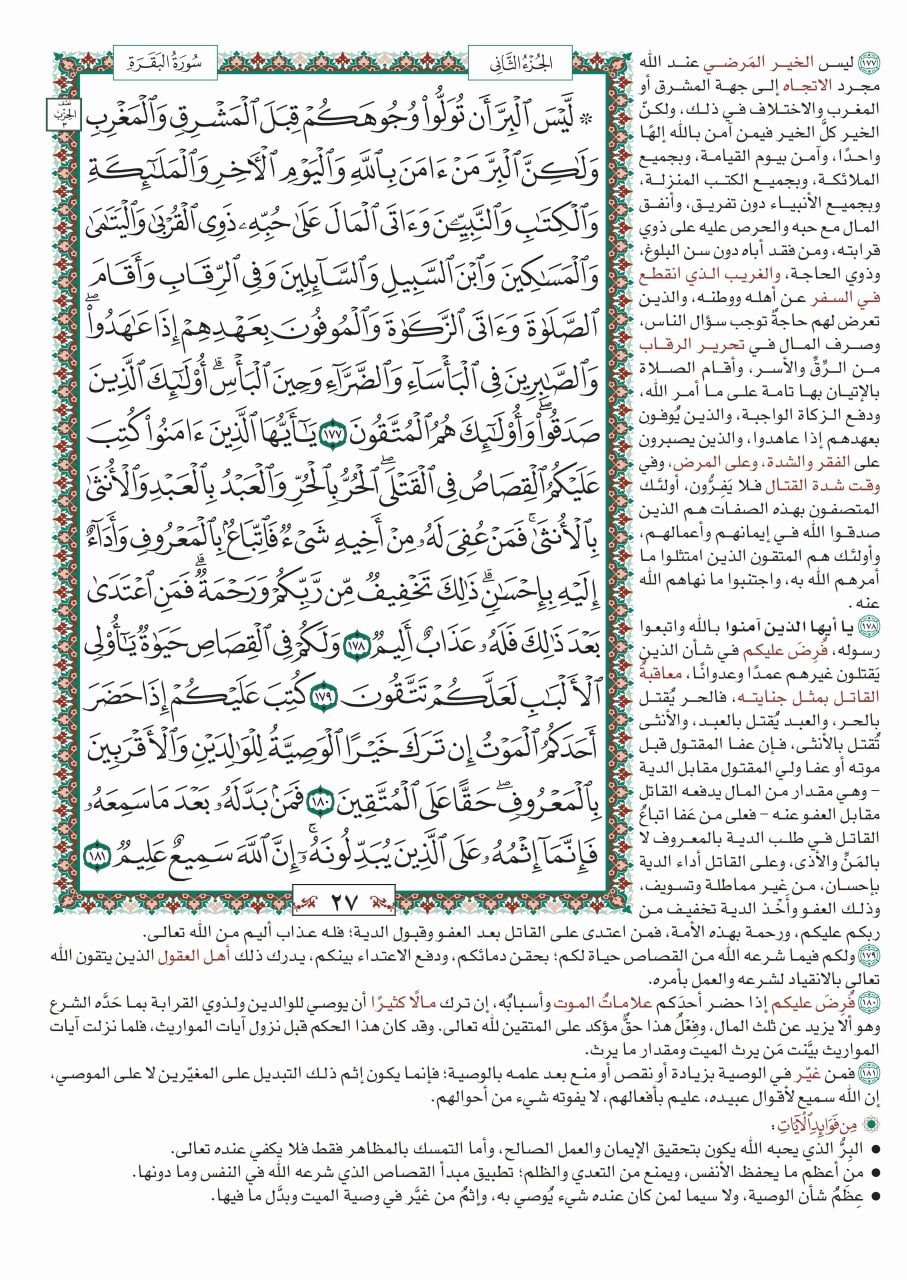 سُورَةُ البَقَرَةِ
الجُزْءُ الثَّانِي
نصف
الحزب
٣
۞ لَّيْسَ ٱلْبِرَّ أَن تُوَلُّوا۟ وُجُوهَكُمْ قِبَلَ ٱلْمَشْرِقِ وَٱلْمَغْرِبِ
وَلَـٰكِنَّ ٱلْبِرَّ مَنْ ءَامَنَ بِٱللَّهِ وَٱلْيَوْمِ ٱلْـَٔاخِرِ وَٱلْمَلَـٰٓئِكَةِ
وَٱلْكِتَـٰبِ وَٱلنَّبِيِّـۧنَ وَءَاتَى ٱلْمَالَ عَلَىٰ حُبِّهِۦ ذَوِى ٱلْقُرْبَىٰ وَٱلْيَتَـٰمَىٰ
وَٱلْمَسَـٰكِينَ وَٱبْنَ ٱلسَّبِيلِ وَٱلسَّآئِلِينَ وَفِى ٱلرِّقَابِ وَأَقَامَ
ٱلصَّلَوٰةَ وَءَاتَى ٱلزَّكَوٰةَ وَٱلْمُوفُونَ بِعَهْدِهِمْ إِذَا عَـٰهَدُوا۟ ۖ
وَٱلصَّـٰبِرِينَ فِى ٱلْبَأْسَآءِ وَٱلضَّرَّآءِ وَحِينَ ٱلْبَأْسِ ۗ أُو۟لَـٰٓئِكَ ٱلَّذِينَ
صَدَقُوا۟ ۖ وَأُو۟لَـٰٓئِكَ هُمُ ٱلْمُتَّقُونَ ١٧٧ يَـٰٓأَيُّهَا ٱلَّذِينَ ءَامَنُوا۟ كُتِبَ
عَلَيْكُمُ ٱلْقِصَاصُ فِى ٱلْقَتْلَى ۖ ٱلْحُرُّ بِٱلْحُرِّ وَٱلْعَبْدُ بِٱلْعَبْدِ وَٱلْأُنثَىٰ
بِٱلْأُنثَىٰ ۚ فَمَنْ عُفِىَ لَهُۥ مِنْ أَخِيهِ شَىْءٌ فَٱتِّبَاعٌۢ بِٱلْمَعْرُوفِ وَأَدَآءٌ
إِلَيْهِ بِإِحْسَـٰنٍ ۗ ذَٰلِكَ تَخْفِيفٌ مِّن رَّبِّكُمْ وَرَحْمَةٌ ۗ فَمَنِ ٱعْتَدَىٰ
بَعْدَ ذَٰلِكَ فَلَهُۥ عَذَابٌ أَلِيمٌ ١٧٨ وَلَكُمْ فِى ٱلْقِصَاصِ حَيَوٰةٌ يَـٰٓأُو۟لِى
ٱلْأَلْبَـٰبِ لَعَلَّكُمْ تَتَّقُونَ ١٧٩ كُتِبَ عَلَيْكُمْ إِذَا حَضَرَ
أَحَدَكُمُ ٱلْمَوْتُ إِن تَرَكَ خَيْرًا ٱلْوَصِيَّةُ لِلْوَٰلِدَيْنِ وَٱلْأَقْرَبِينَ
بِٱلْمَعْرُوفِ ۖ حَقًّا عَلَى ٱلْمُتَّقِينَ ١٨٠ فَمَنۢ بَدَّلَهُۥ بَعْدَ مَا سَمِعَهُۥ
فَإِنَّمَآ إِثْمُهُۥ عَلَى ٱلَّذِينَ يُبَدِّلُونَهُۥٓ ۚ إِنَّ ٱللَّهَ سَمِيعٌ عَلِيمٌ ١٨١
٢٧
١٧٧ ليس الخير المَرضي عند الله
مجرد الاتجاه إلى جهة المشرق أو
المغرب والاختلاف في ذلك، ولكنّ
الخير كلَّ الخير فيمن آمن بالله إلهًا
واحدًا، وآمن بيوم القيامة، وبجميع
الملائكة، وبجميع الكتب المنزلة،
وبجميع الأنبياء دون تفريق، وأنفق
المال مع حبه والحرص عليه على ذوي
قرابته، ومن فقد أباه دون سن البلوغ،
وذوي الحاجة، والغريب الذي انقطع
في السفر عن أهله ووطنه، والذين
تعرض لهم حاجةٌ توجب سؤال الناس،
وصرف المال في تحرير الرقاب
من الرِّقِّ والأسر، وأقام الصلاة
بالإتيان بها تامة على ما أمر الله،
ودفع الزكاة الواجبة، والذين يُوفون
بعهدهم إذا عاهدوا، والذين يصبرون
على الفقر والشدة، وعلى المرض، وفي
وقت شدة القتال فلا يَفِرُّون، أولئك
المتصفون بهذه الصفات هم الذين
صدقوا الله في إيمانهم وأعمالهم،
وأولئك هم المتقون الذين امتثلوا ما
أمرهم الله به، واجتنبوا ما نهاهم الله
عنه .
١٧٨ يا أيها الذين آمنوا بالله واتبعوا
رسوله، فُرِضَ عليكم في شأن الذين
يَقتلون غيرهم عمدًا وعدوانًا، معاقبةُ
القاتل بمثل جنايته، فالحر يُقتل
بالحر، والعبد يُقتل بالعبد، والأنثى
تُقتل بالأنثى، فإن عفا المقتول قبل
موته أو عفا ولي المقتول مقابل الدية
– وهي مقدار من المال يدفعه القاتل
مقابل العفو عنه – فعلى من عَفا اتباعُ
القاتل في طلب الدية بالمعروف لا
بالمَنِّ والأذى، وعلى القاتل أداء الدية
بإحسان، من غير مماطلة وتسويف،
وذلك العفو وأخْذ الدية تخفيف من
ربكم عليكم، ورحمة بهذه الأمة، فمن اعتدى على القاتل بعد العفو وقبول الدية؛ فله عذاب أليم من الله تعالى.
١٧٩ ولكم فيما شرعه الله من القصاص حياة لكم؛ بحقن دمائكم، ودفع الاعتداء بينكم، يدرك ذلك أهل العقول الذين يتقون الله
تعالى بالانقياد لشرعه والعمل بأمره.
١٨٠ فُرِضَ عليكم إذا حضر أحدَكم علاماتُ الموت وأسبابُه، إن ترك مالًا كثيرًا أن يوصي للوالدين ولذوي القرابة بما حَدَّه الشرع
وهو ألا يزيد عن ثلث المال، وفِعْلُ هذا حقٌّ مؤكد على المتقين لله تعالى. وقد كان هذا الحكم قبل نزول آيات المواريث، فلما نزلت آيات
المواريث بيَّنت مَن يرث الميت ومقدار ما يرث.
١٨١ فمن غيّر في الوصية بزيادة أو نقص أو منع بعد علمه بالوصية؛ فإنما يكون إثم ذلك التبديل على المغيّرين لا على الموصي،
إن الله سميع لأقوال عبيده، عليم بأفعالهم، لا يفوته شيء من أحوالهم.
مِن فَوَائِدِ الآيَاتِ:
• البِرُّ الذي يحبه الله يكون بتحقيق الإيمان والعمل الصالح، وأما التمسك بالمظاهر فقط فلا يكفي عنده تعالى.
• من أعظم ما يحفظ الأنفس، ويمنع من التعدي والظلم؛ تطبيق مبدأ القصاص الذي شرعه الله في النفس وما دونها.
• عِظَمُ شأن الوصية، ولا سيما لمن كان عنده شيء يُوصي به، وإثمُ من غيَّر في وصية الميت وبدَّل ما فيها.